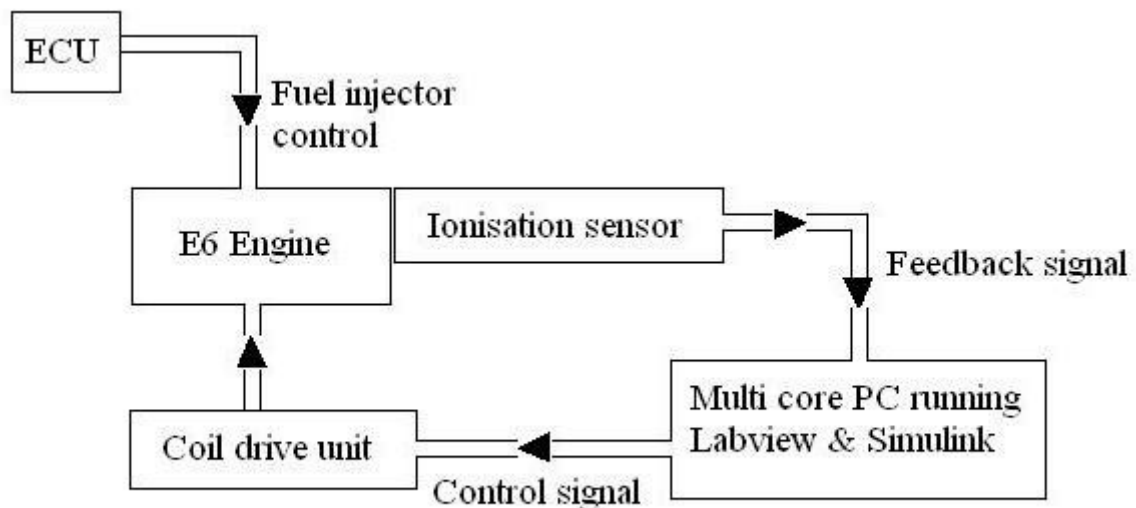 ECU
Fuel injector
control
E6 Engine
Ionisation sensor
Feedback signal
Multi core PC running
Labview & Simulink
Coil drive unit
Control signal